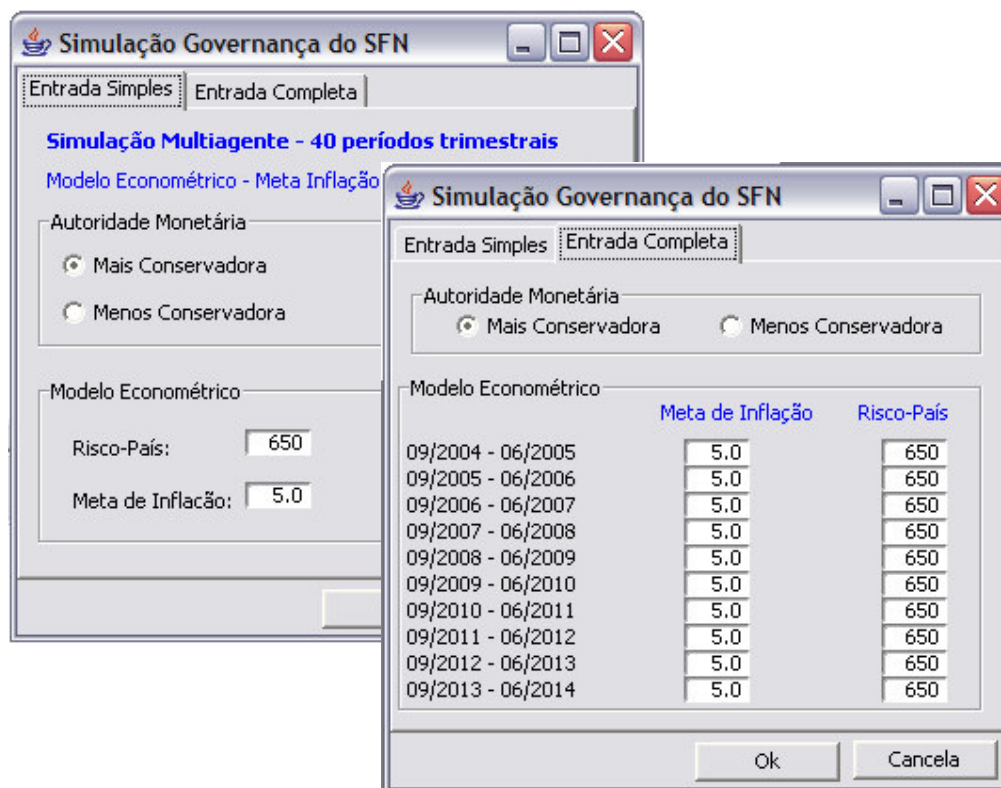 Simulação Governança do SFN
Entrada Simples
Entrada Completa
Simulação Multiagente - 40 períodos trimestrais
Modelo Econométrico - Meta Inflação
Autoridade Monetária
Mais Conservadora
Menos Conservadora
Modelo Econométrico
Risco-País: 650
Meta de Inflacão: 5.0
Simulação Governança do SFN
Entrada Simples
Entrada Completa
Autoridade Monetária
Mais Conservadora Menos Conservadora
Modelo Econométrico
Meta de Inflação Risco-País
09/2004 - 06/2005 5.0 650
09/2005 - 06/2006 5.0 650
09/2006 - 06/2007 5.0 650
09/2007 - 06/2008 5.0 650
09/2008 - 06/2009 5.0 650
09/2009 - 06/2010 5.0 650
09/2010 - 06/2011 5.0 650
09/2011 - 06/2012 5.0 650
09/2012 - 06/2013 5.0 650
09/2013 - 06/2014 5.0 650
Ok Cancela